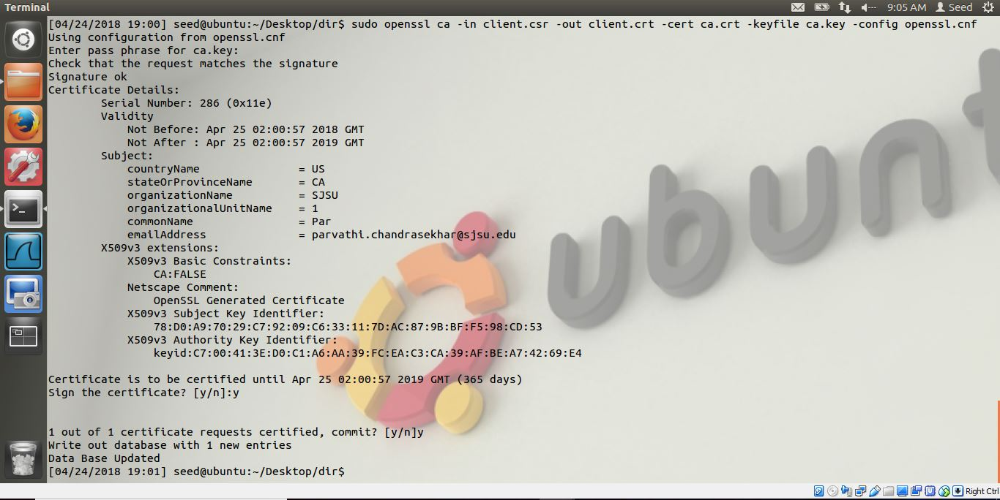 Terminal 9:05 AM Seed
[04/24/2018 19:00] seed@ubuntu:~/Desktop/dir$ sudo openssl ca -in client.csr -out client.crt -cert ca.crt -keyfile ca.key -config openssl.cnf
Using configuration from openssl.cnf
Enter pass phrase for ca.key:
Check that the request matches the signature
Signature ok
Certificate Details:
        Serial Number: 286 (0x11e)
        Validity
            Not Before: Apr 25 02:00:57 2018 GMT
            Not After : Apr 25 02:00:57 2019 GMT
        Subject:
            countryName               = US
            stateOrProvinceName       = CA
            organizationName          = SJSU
            organizationalUnitName    = 1
            commonName                = Par
            emailAddress              = parvathi.chandrasekhar@sjsu.edu
        X509v3 extensions:
            X509v3 Basic Constraints:
                CA:FALSE
            Netscape Comment:
                OpenSSL Generated Certificate
            X509v3 Subject Key Identifier:
                78:D0:A9:70:29:C7:92:09:C6:33:11:7D:AC:87:9B:BF:F5:98:CD:53
            X509v3 Authority Key Identifier:
                keyid:C7:00:41:3E:D0:C1:A6:AA:39:FC:EA:C3:CA:39:AF:BE:A7:42:69:E4
Certificate is to be certified until Apr 25 02:00:57 2019 GMT (365 days)
Sign the certificate? [y/n]:y
1 out of 1 certificate requests certified, commit? [y/n]y
Write out database with 1 new entries
Data Base Updated
[04/24/2018 19:01] seed@ubuntu:~/Desktop/dir$
ubunt
Right Ctrl